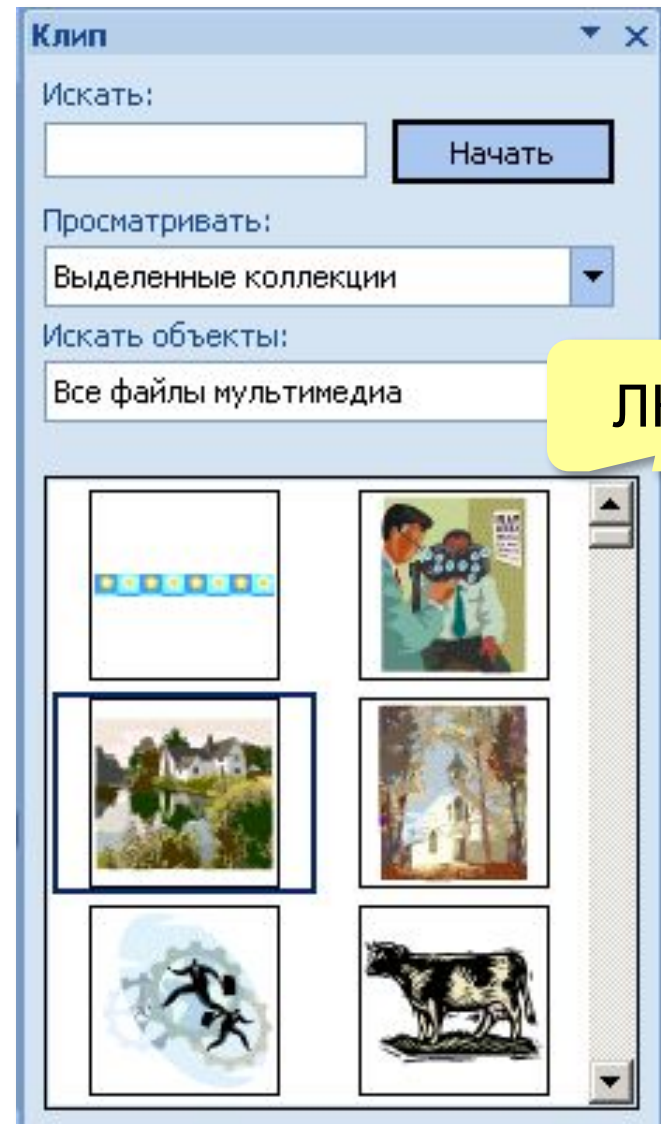 Клип
Искать:
Начать
Просматривать:
Выделенные коллекции
Искать объекты:
Все файлы мультимедиа